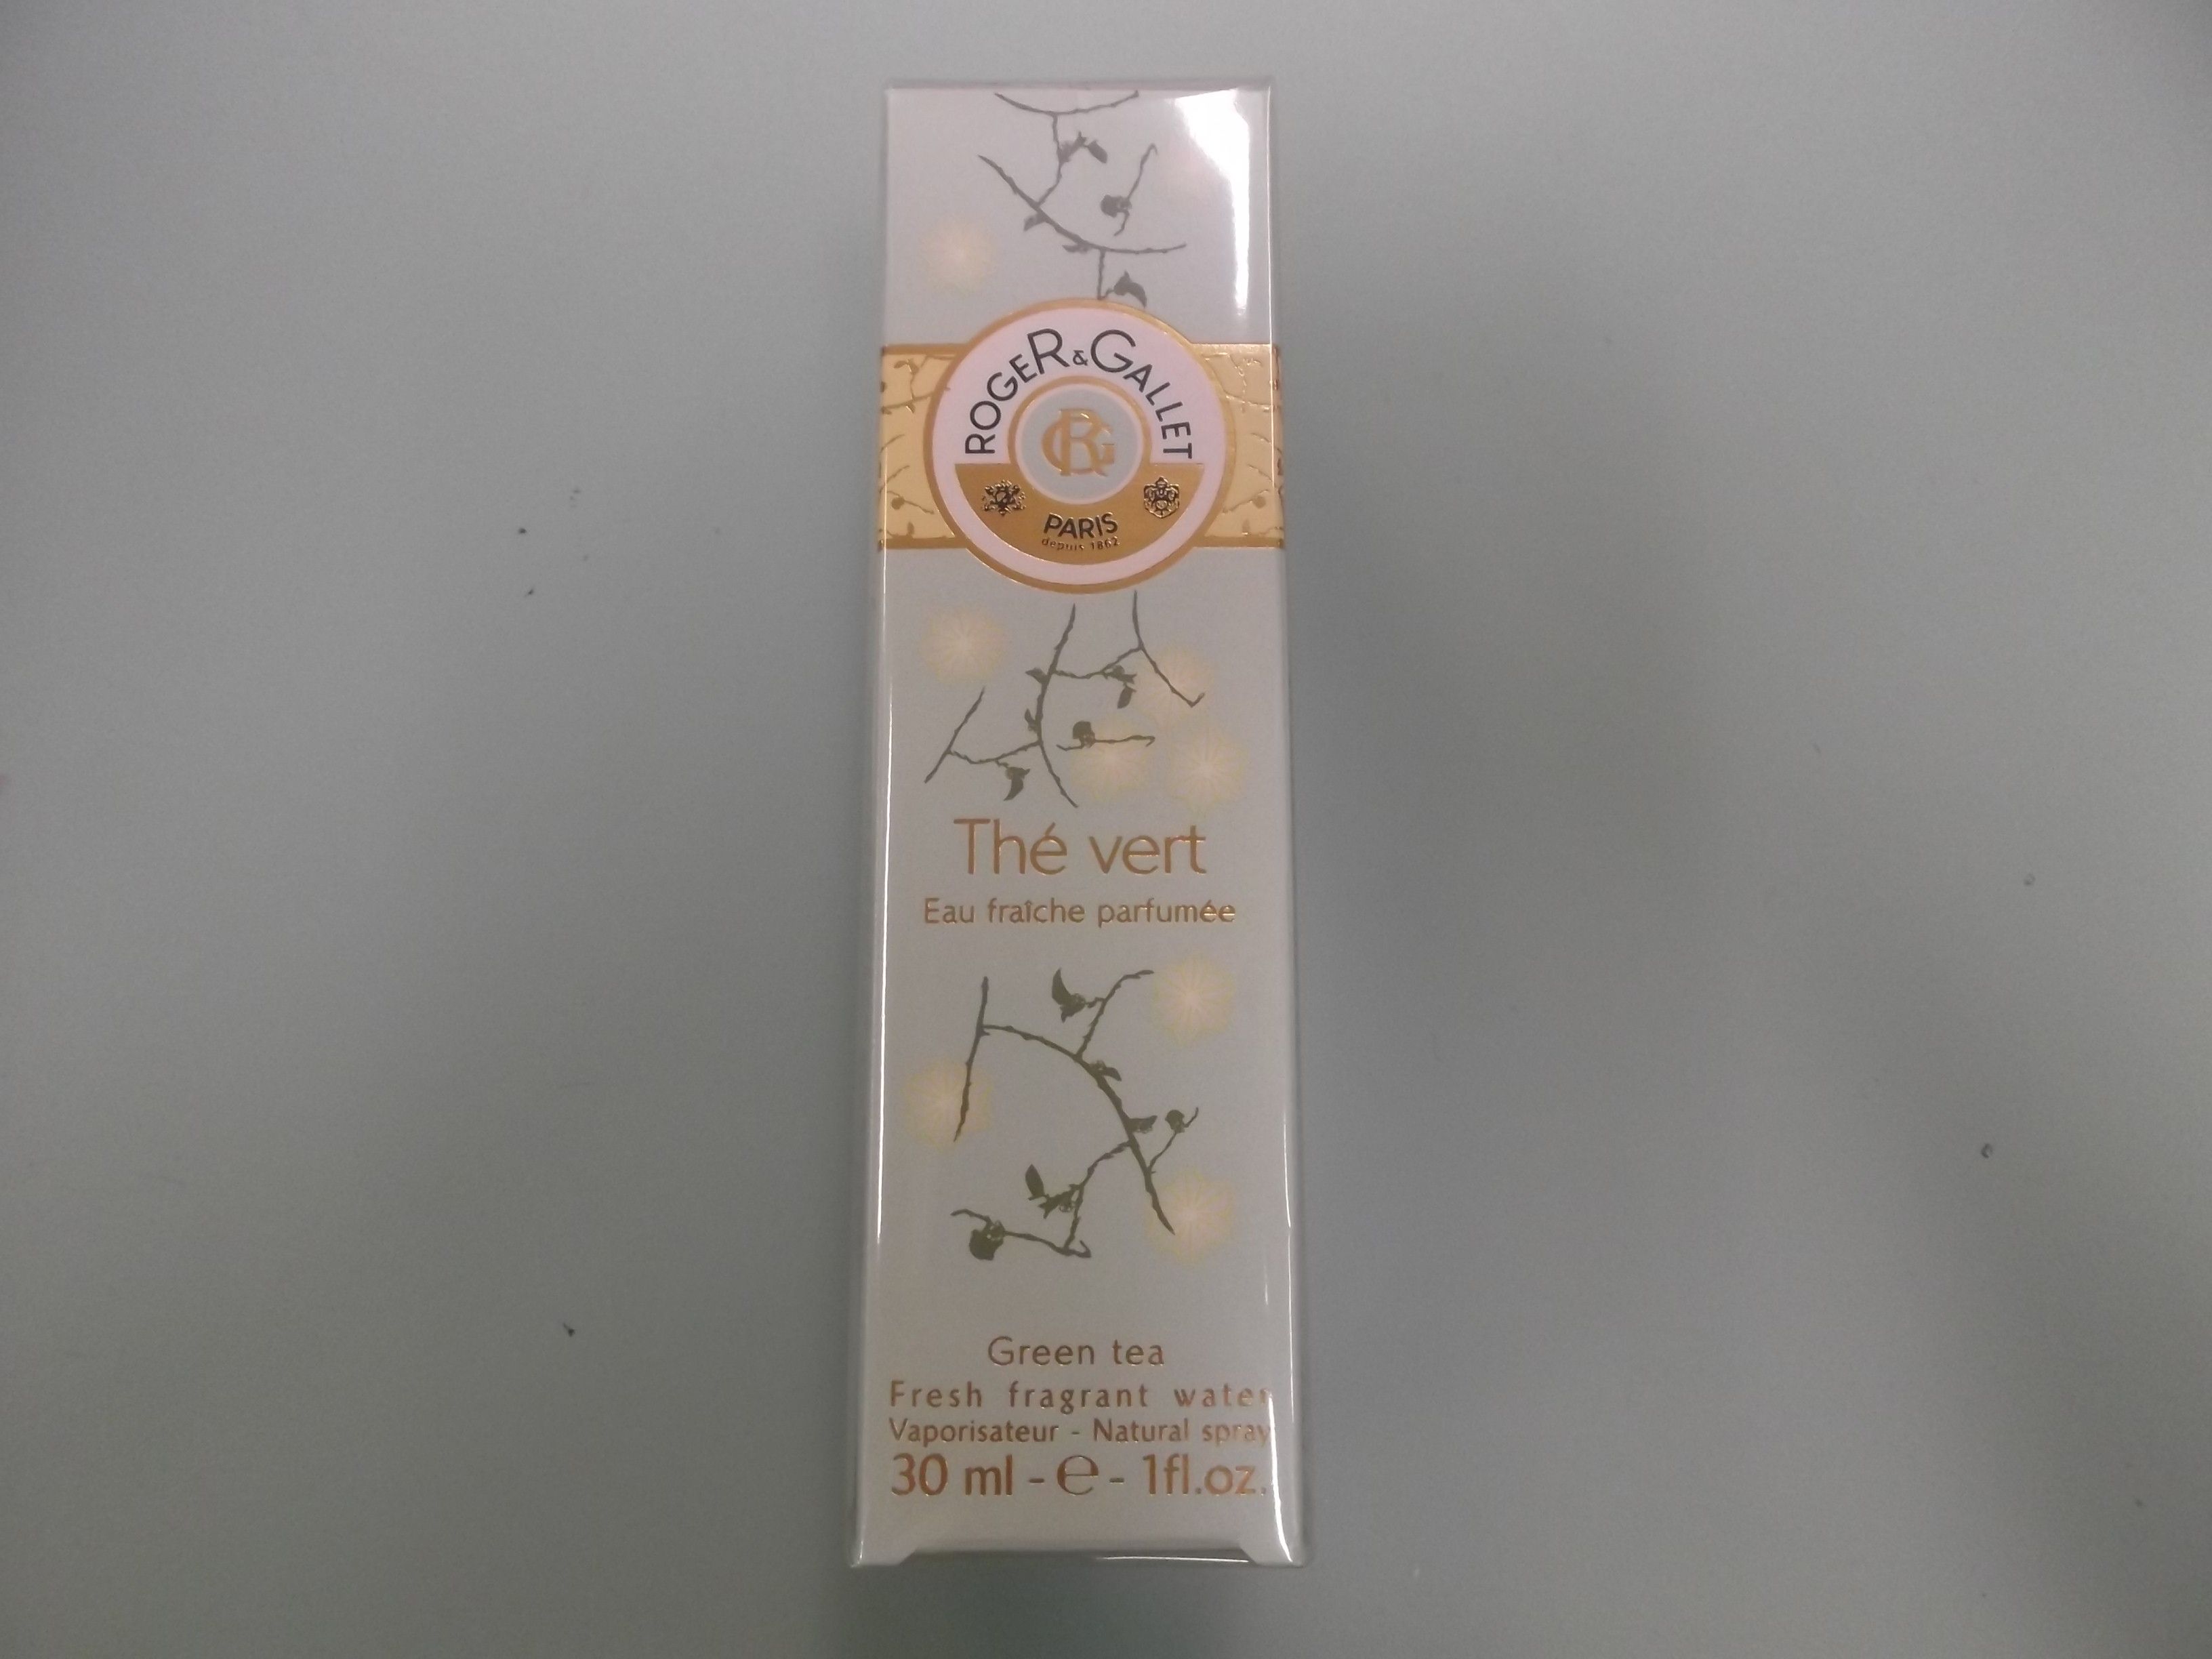 ROGER & GALLET
RG
PARIS
depuis 1862
Thé vert
Eau fraîche parfumée
Green tea
Fresh fragrant water
Vaporisateur - Natural spray
30 ml - e - 1fl.oz.